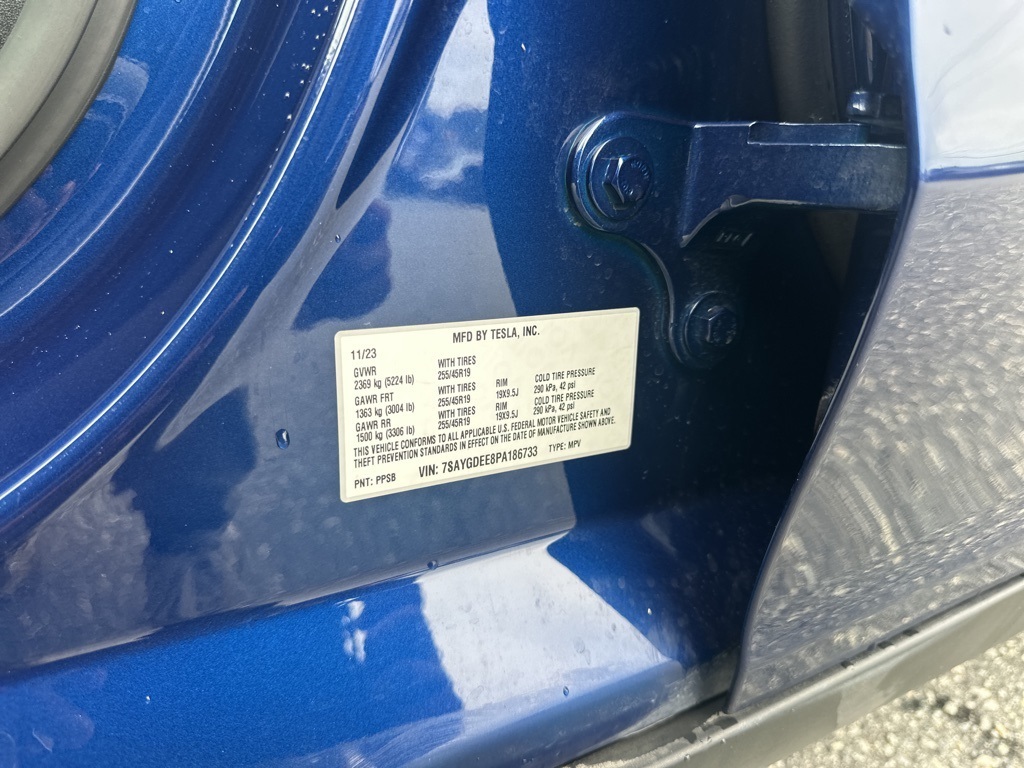 MFD BY TESLA, INC.
11/23
GVWR WITH TIRES
2369 kg (5224 lb) 255/45R19
GAWR FRT WITH TIRES RIM COLD TIRE PRESSURE
1363 kg (3004 lb) 255/45R19 19X9.5J 290 kPa, 42 psi
GAWR RR WITH TIRES RIM COLD TIRE PRESSURE
1500 kg (3306 lb) 255/45R19 19X9.5J 290 kPa, 42 psi
THIS VEHICLE CONFORMS TO ALL APPLICABLE U.S. FEDERAL MOTOR VEHICLE SAFETY AND
THEFT PREVENTION STANDARDS IN EFFECT ON THE DATE OF MANUFACTURE SHOWN ABOVE.
PNT: PPSB VIN: 7SAYGDEE8PA186733 TYPE: MPV